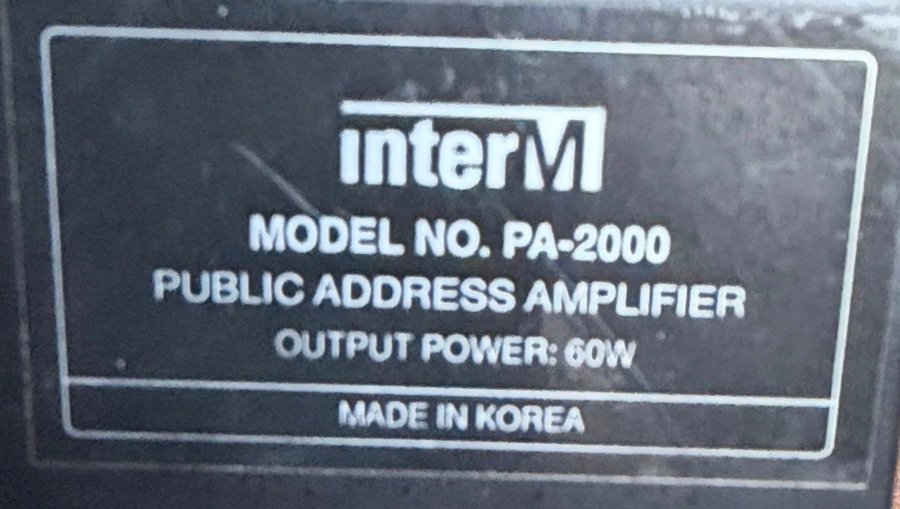 interM
MODEL NO. PA-2000
PUBLIC ADDRESS AMPLIFIER
OUTPUT POWER: 60W
MADE IN KOREA